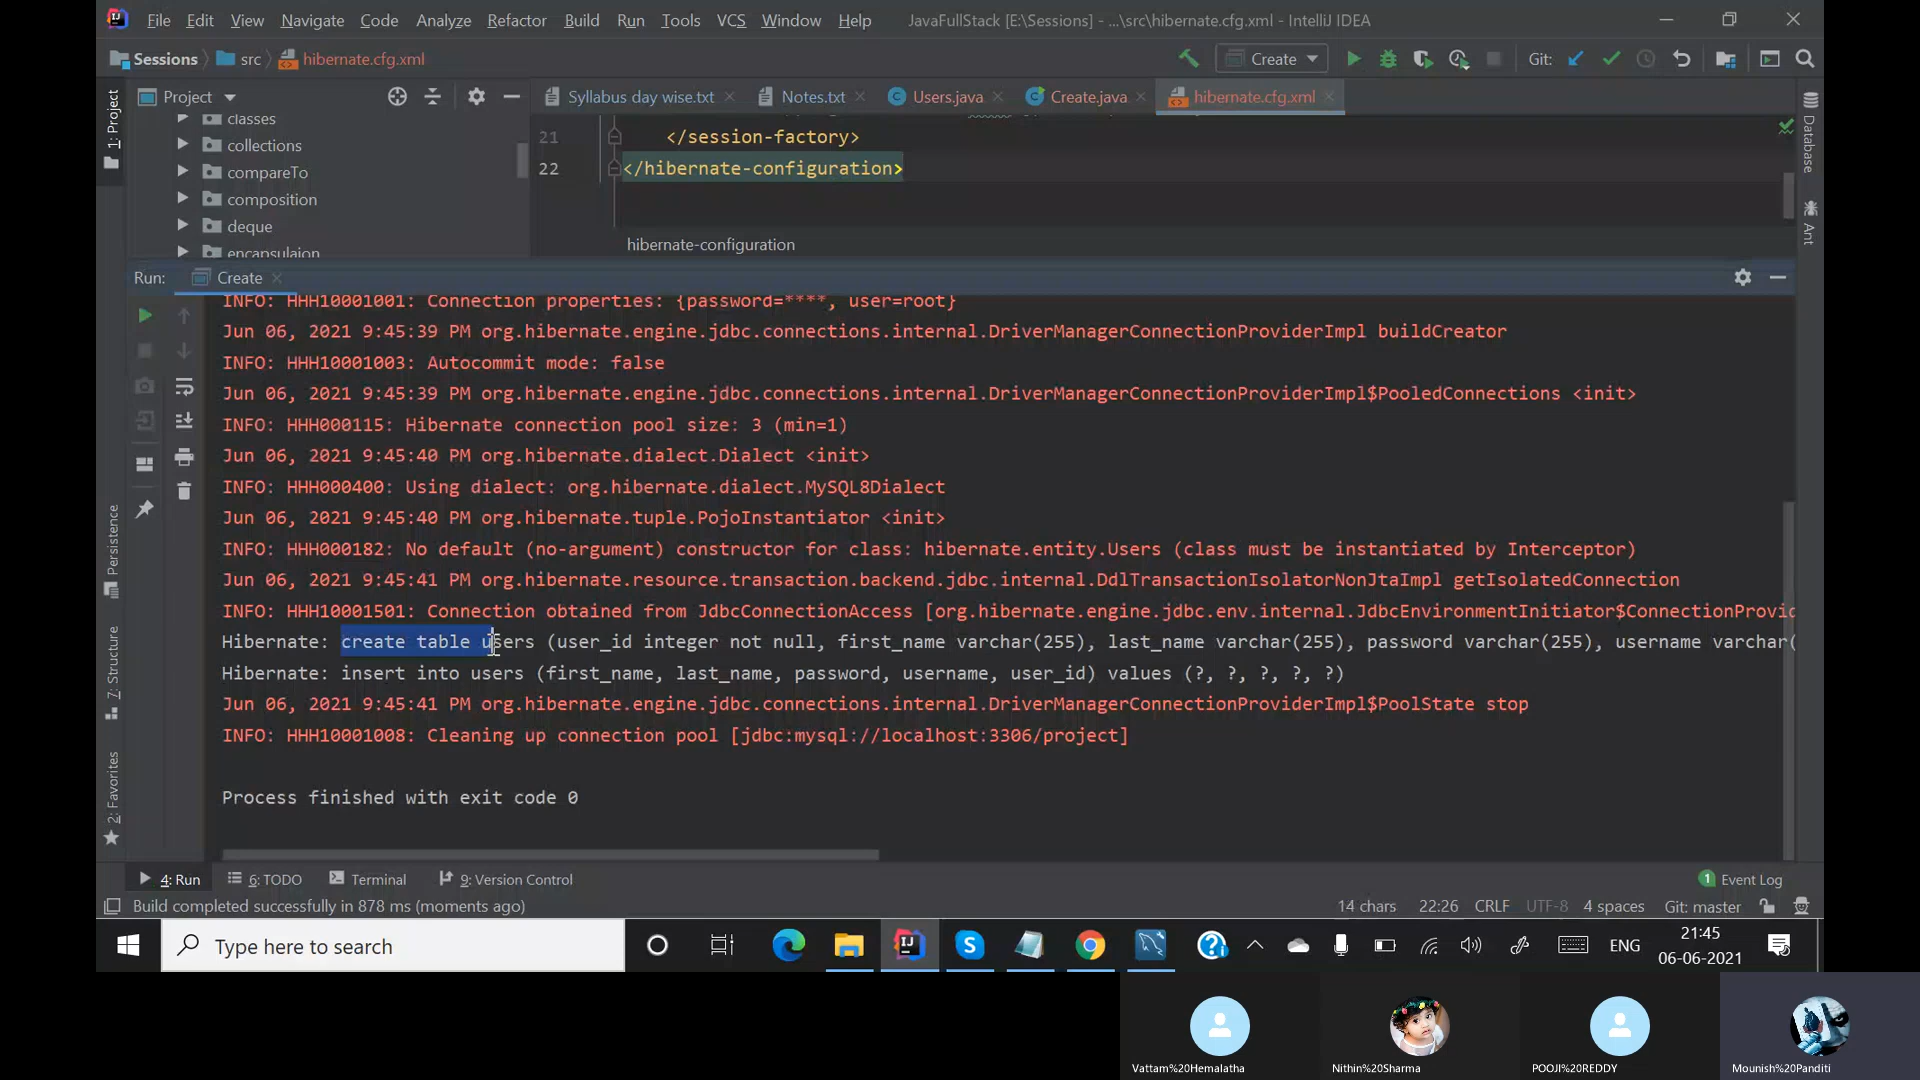 File Edit View Navigate Code Analyze Refactor Build Run Tools VCS Window Help JavaFullStack [E:\Sessions] - ...\src\hibernate.cfg.xml - IntelliJ IDEA
Sessions src hibernate.cfg.xml Create Git:
1: Project Project Syllabus day wise.txt Notes.txt Users.java Create.java hibernate.cfg.xml Database
classes
collections
compareTo
composition
deque
encapsulaion
21 </session-factory>
22 </hibernate-configuration>
hibernate-configuration
Ant
Run: Create
INFO: HHH10001001: Connection properties: {password=****, user=root}
Jun 06, 2021 9:45:39 PM org.hibernate.engine.jdbc.connections.internal.DriverManagerConnectionProviderImpl buildCreator
INFO: HHH10001003: Autocommit mode: false
Jun 06, 2021 9:45:39 PM org.hibernate.engine.jdbc.connections.internal.DriverManagerConnectionProviderImpl$PooledConnections <init>
INFO: HHH000115: Hibernate connection pool size: 3 (min=1)
Jun 06, 2021 9:45:40 PM org.hibernate.dialect.Dialect <init>
INFO: HHH000400: Using dialect: org.hibernate.dialect.MySQL8Dialect
Jun 06, 2021 9:45:40 PM org.hibernate.tuple.PojoInstantiator <init>
INFO: HHH000182: No default (no-argument) constructor for class: hibernate.entity.Users (class must be instantiated by Interceptor)
Jun 06, 2021 9:45:41 PM org.hibernate.resource.transaction.backend.jdbc.internal.DdlTransactionIsolatorNonJtaImpl getIsolatedConnection
INFO: HHH10001501: Connection obtained from JdbcConnectionAccess [org.hibernate.engine.jdbc.env.internal.JdbcEnvironmentInitiator$ConnectionProvid
Hibernate: create table users (user_id integer not null, first_name varchar(255), last_name varchar(255), password varchar(255), username varchar(
Hibernate: insert into users (first_name, last_name, password, username, user_id) values (?, ?, ?, ?, ?)
Jun 06, 2021 9:45:41 PM org.hibernate.engine.jdbc.connections.internal.DriverManagerConnectionProviderImpl$PoolState stop
INFO: HHH10001008: Cleaning up connection pool [jdbc:mysql://localhost:3306/project]
Process finished with exit code 0
Persistence
7: Structure
2: Favorites
4: Run 6: TODO Terminal 9: Version Control 1 Event Log
Build completed successfully in 878 ms (moments ago) 14 chars 22:26 CRLF UTF-8 4 spaces Git: master
Type here to search ENG 21:45
06-06-2021
Vattam%20Hemalatha Nithin%20Sharma POOJI%20REDDY Mounish%20Panditi